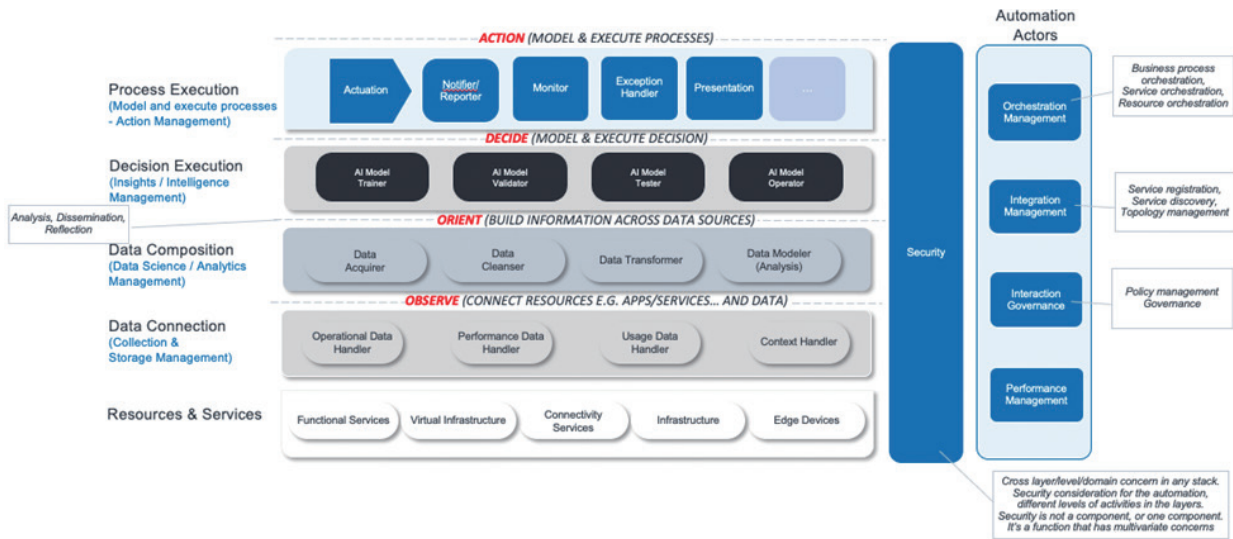 Automation
Actors
ACTION (MODEL & EXECUTE PROCESSES)
Process Execution
(Model and execute processes
- Action Management)
Actuation
Notifier/
Reporter
Monitor
Exception
Handler
Presentation
...
DECIDE (MODEL & EXECUTE DECISION)
Decision Execution
(Insights / Intelligence
Management)
AI Model
Trainer
AI Model
Validator
AI Model
Tester
AI Model
Operator
Analysis, Dissemination,
Reflection
ORIENT (BUILD INFORMATION ACROSS DATA SOURCES)
Data Composition
(Data Science / Analytics
Management)
Data
Acquirer
Data
Cleanser
Data Transformer
Data Modeler
(Analysis)
OBSERVE (CONNECT RESOURCES E.G. APPS/SERVICES... AND DATA)
Data Connection
(Collection &
Storage Management)
Operational Data
Handler
Performance Data
Handler
Usage Data
Handler
Context Handler
Resources & Services
Functional Services
Virtual Infrastructure
Connectivity
Services
Infrastructure
Edge Devices
Security
Orchestration
Management
Integration
Management
Interaction
Governance
Performance
Management
Business process
orchestration,
Service orchestration,
Resource orchestration
Service registration,
Service discovery,
Topology management
Policy management
Governance
Cross layer/level/domain concern in any stack.
Security consideration for the automation,
different levels of activities in the layers.
Security is not a component, or one component.
It's a function that has multivariate concerns